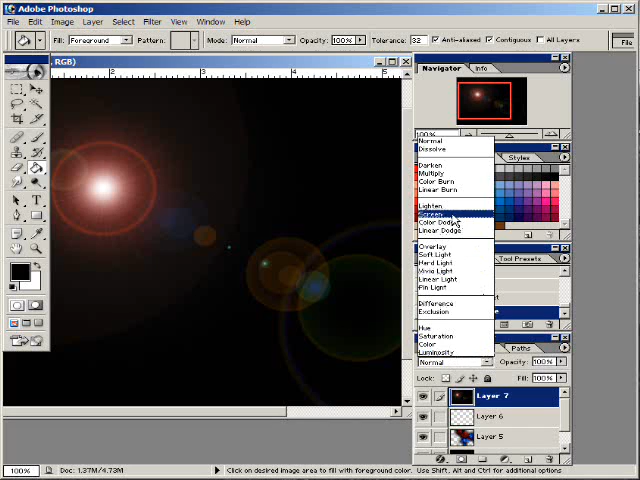 Adobe Photoshop
File Edit Image Layer Select Filter View Window Help
Fill: Foreground Pattern: Mode: Normal Opacity: 100% Tolerance: 32 Anti-aliased Contiguous All Layers File
RGB)
2 3 4 5
Navigator Info
100%
Styles
Normal
Dissolve
Darken
Multiply
Color Burn
Linear Burn
Lighten
Screen
Color Dodge
Linear Dodge
Overlay
Soft Light
Hard Light
Vivid Light
Linear Light
Pin Light
Difference
Exclusion
Hue
Saturation
Color
Luminosity
Tool Presets
Paths
Normal Opacity: 100%
Lock: Fill: 100%
Layer 7
Layer 6
Layer 5
100% Doc: 1.37M/4.73M Click on desired image area to fill with foreground color. Use Shift, Alt and Ctrl for additional options